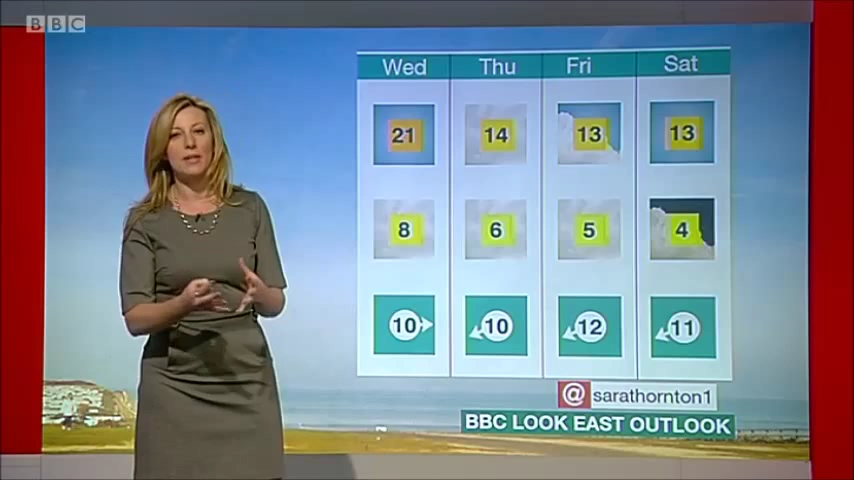 BBC
Wed Thu Fri Sat
21 14 13 13
8 6 5 4
10 10 12 11
@sarathornton1
BBC LOOK EAST OUTLOOK